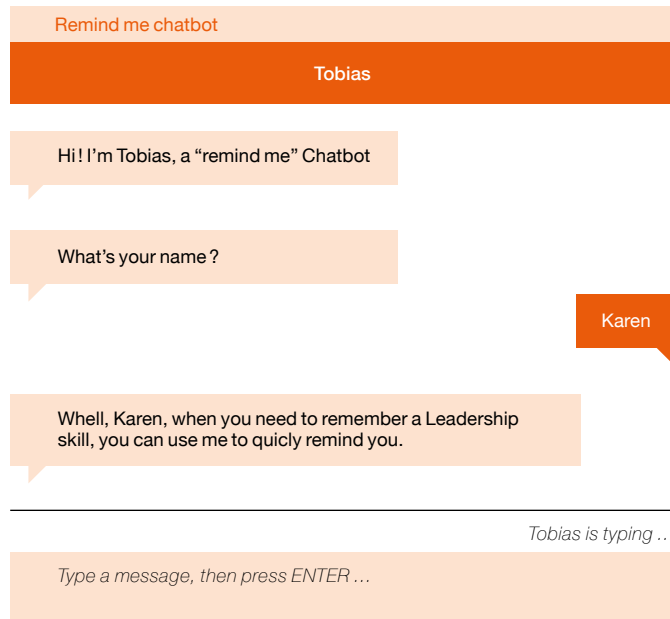 Remind me chatbot
Tobias
Hi! I'm Tobias, a “remind me” Chatbot
What's your name?
Karen
Whell, Karen, when you need to remember a Leadership
skill, you can use me to quicly remind you.
Tobias is typing ..
Type a message, then press ENTER ...